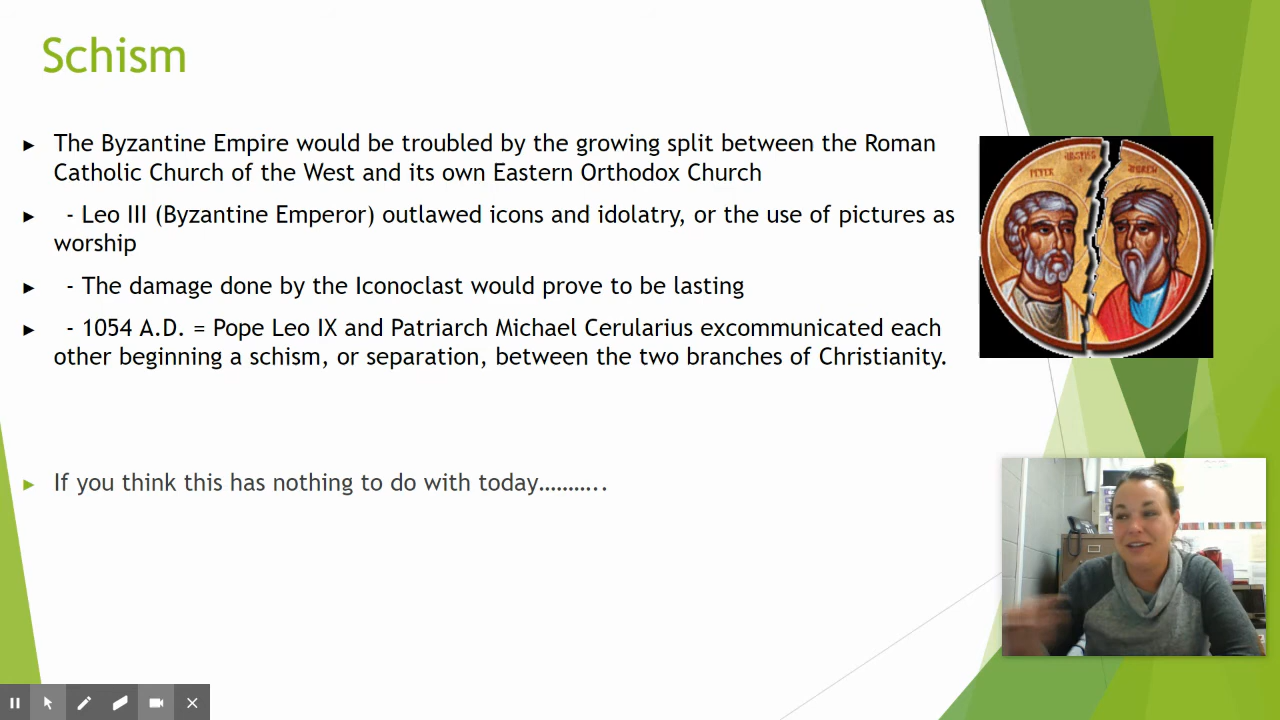 Schism
► The Byzantine Empire would be troubled by the growing split between the Roman
Catholic Church of the West and its own Eastern Orthodox Church
► - Leo III (Byzantine Emperor) outlawed icons and idolatry, or the use of pictures as
worship
► - The damage done by the Iconoclast would prove to be lasting
► - 1054 A.D. = Pope Leo IX and Patriarch Michael Cerularius excommunicated each
other beginning a schism, or separation, between the two branches of Christianity.
► If you think this has nothing to do with today………..
PETER